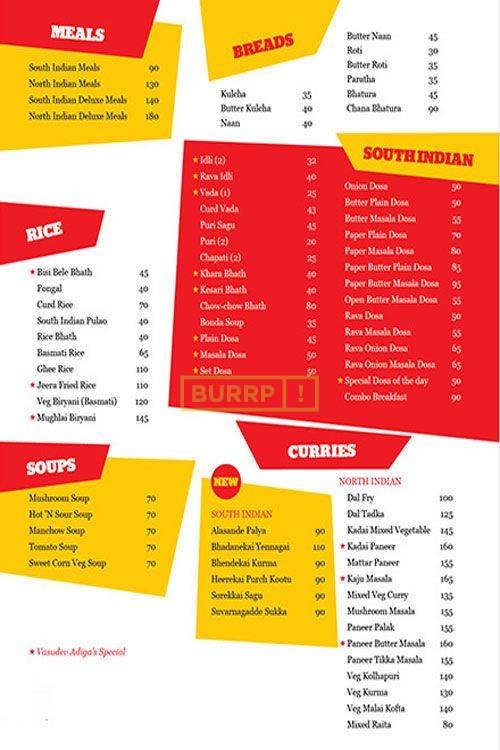 MEALS
South Indian Meals 90
North Indian Meals 130
South Indian Deluxe Meals 140
North Indian Deluxe Meals 180
BREADS
Kulcha 35
Butter Kulcha 40
Naan 40
Butter Naan 45
Roti 30
Butter Roti 35
Paratha 35
Bhatura 45
Chana Bhatura 90
SOUTH INDIAN
★ Idli (2) 32
★ Rava Idli 40
★ Vada (1) 25
Curd Vada 43
Puri Sagu 45
Puri (2) 20
Chapati (2) 25
★ Khara Bhath 40
★ Kesari Bhath 40
Chow-chow Bhath 80
Bonda Soup 35
★ Plain Dosa 45
★ Masala Dosa 50
★ Set Dosa 50
Onion Dosa 50
Butter Plain Dosa 50
Butter Masala Dosa 55
Paper Plain Dosa 70
Paper Masala Dosa 80
Paper Butter Plain Dosa 85
Paper Butter Masala Dosa 95
Open Butter Masala Dosa 55
Rava Dosa 50
Rava Masala Dosa 55
Rava Onion Dosa 65
Rava Onion Masala Dosa 65
★ Special Dosa of the day 50
Combo Breakfast 90
RICE
★ Bisi Bele Bhath 45
Pongal 40
Curd Rice 70
South Indian Pulao 40
Rice Bhath 40
Basmati Rice 65
Ghee Rice 110
★ Jeera Fried Rice 110
Veg Biryani (Basmati) 120
★ Mughlai Biryani 145
BURRP !
SOUPS
Mushroom Soup 70
Hot 'N Sour Soup 70
Manchow Soup 70
Tomato Soup 70
Sweet Corn Veg Soup 70
CURRIES
NEW
SOUTH INDIAN
Alasande Palya 90
Bhadanekai Yennagai 110
Bhendekai Kurma 90
Heerekai Purch Kootu 90
Sorekkai Sagu 90
Suvarnagadde Sukka 90
NORTH INDIAN
Dal Fry 100
Dal Tadka 125
Kadai Mixed Vegetable 145
★ Kadai Paneer 160
Mattar Paneer 155
★ Kaju Masala 165
Mixed Veg Curry 135
Mushroom Masala 155
Paneer Palak 155
★ Paneer Butter Masala 160
Paneer Tikka Masala 155
Veg Kolhapuri 140
Veg Kurma 130
Veg Malai Kofta 140
Mixed Raita 80
★ Vasudev Adiga's Special